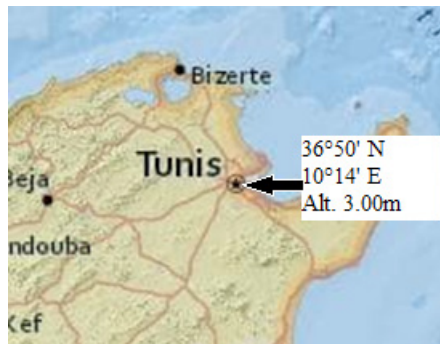 Bizerte
Tunis
36°50' N
10°14' E
Alt. 3.00m
Beja
ndouba
Kef